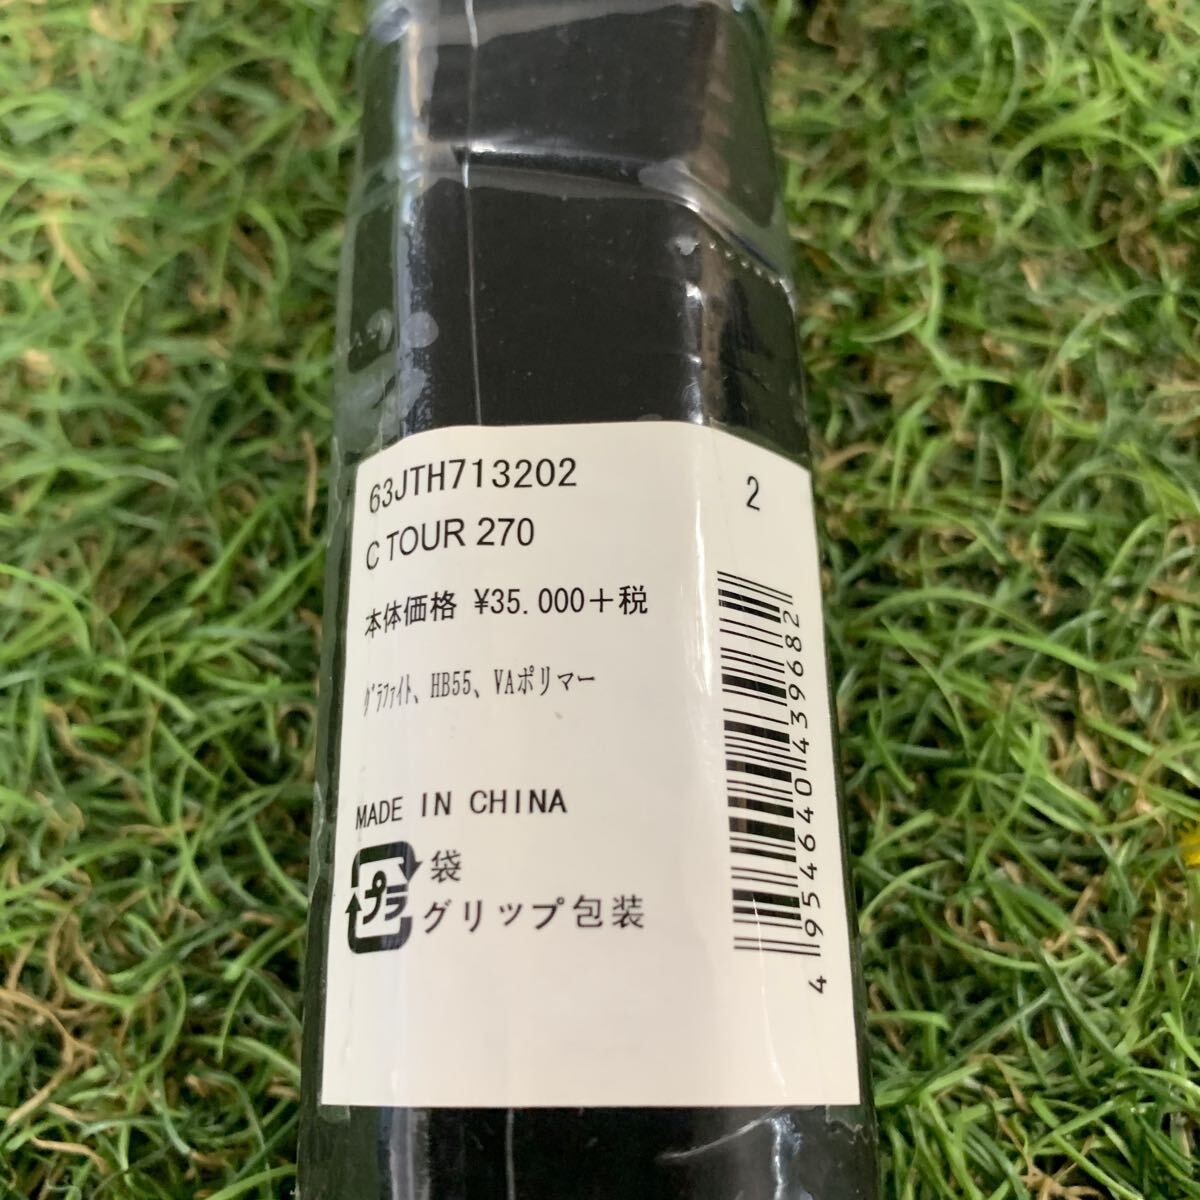 63JTH713202
2
C TOUR 270
本体価格 ¥35.000+税
ｸﾞﾗﾌｧｲﾄ、HB55、VAポリマー
MADE IN CHINA
プラ
袋
グリップ包装
4954640439682